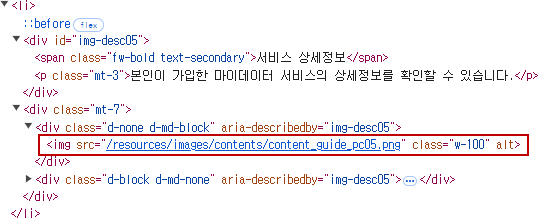 ▼<li>
::before flex
▼<div id="img-desc05">
<span class="fw-bold text-secondary">서비스 상세정보</span>
<p class="mt-3">본인이 가입한 마이데이터 서비스의 상세정보를 확인할 수 있습니다.</p>
</div>
▼<div class="mt-7">
▼<div class="d-none d-md-block" aria-describedby="img-desc05">
<img src="/resources/images/contents/content_guide_pc05.png" class="w-100" alt>
</div>
▶<div class="d-block d-md-none" aria-describedby="img-desc05">⋯</div>
</div>
</li>